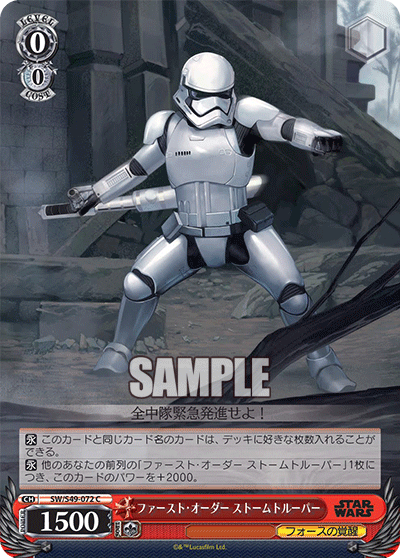 LEVEL
0
0
COST
SAMPLE
全中隊緊急発進せよ!
永 このカードと同じカード名のカードは、デッキに好きな枚数入れることが
できる。
永 他のあなたの前列の「ファースト・オーダー ストームトルーパー」1枚につ
き、このカードのパワーを+2000。
CH SW/S49-072 C
POWER 1500
ファースト・オーダー ストームトルーパー
STAR WARS
フォースの覚醒
©&™Lucasfilm Ltd.